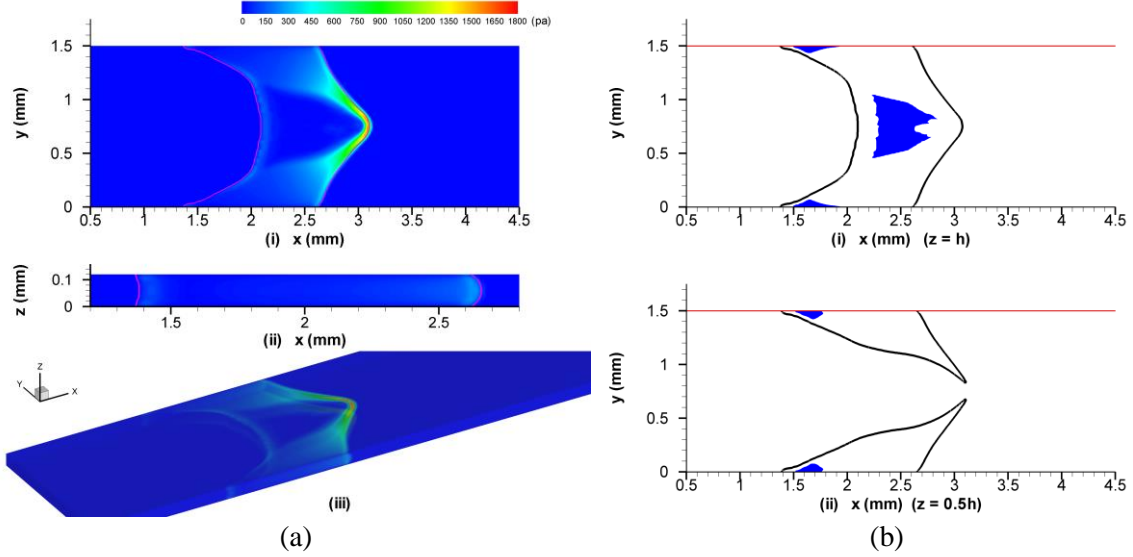 0 150 300 450 600 750 900 1050 1200 1350 1500 1650 1800 (pa)
1.5
1
0.5
0
y (mm)
0.5 1 1.5 2 2.5 3 3.5 4 4.5
(i) x (mm)
0.1
0
z (mm)
1.5 2 2.5
(ii) x (mm)
Z
Y
X
(iii)
(a)
1.5
1
0.5
0
y (mm)
0.5 1 1.5 2 2.5 3 3.5 4 4.5
(i) x (mm) (z = h)
1.5
1
0.5
0
y (mm)
0.5 1 1.5 2 2.5 3 3.5 4 4.5
(ii) x (mm) (z = 0.5h)
(b)